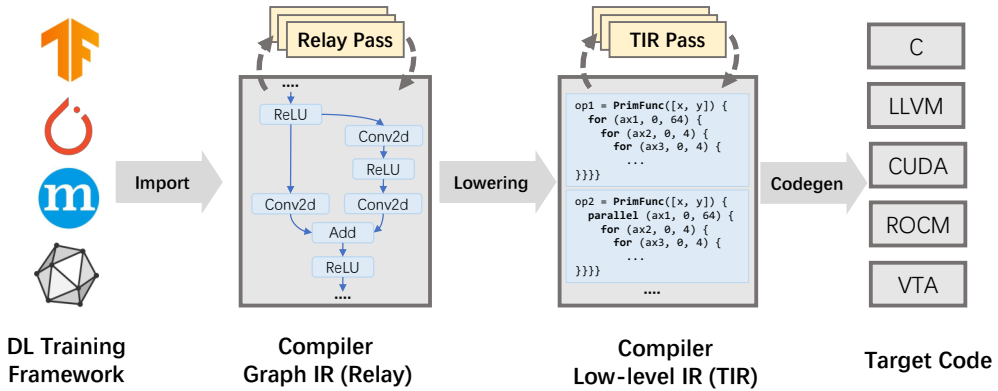 Relay Pass
TIR Pass
Import
....
ReLU
Conv2d
ReLU
Conv2d
Conv2d
Add
ReLU
....
Lowering
op1 = PrimFunc([x, y]) {
for (ax1, 0, 64) {
for (ax2, 0, 4) {
for (ax3, 0, 4) {
...
}}}}
op2 = PrimFunc([x, y]) {
parallel (ax1, 0, 64) {
for (ax2, 0, 4) {
for (ax3, 0, 4) {
...
}}}}
....
Codegen
C
LLVM
CUDA
ROCM
VTA
m
DL Training
Framework
Compiler
Graph IR (Relay)
Compiler
Low-level IR (TIR)
Target Code